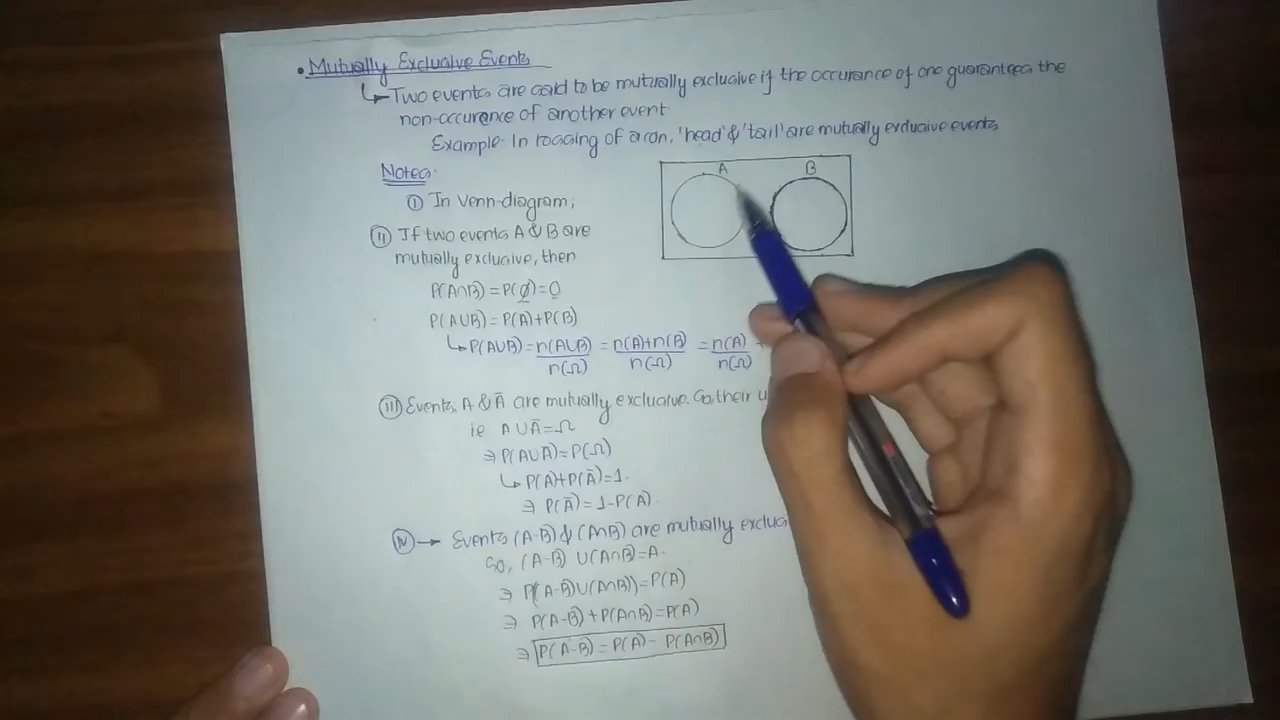 • Mutually Exclusive Events
↳ Two events are said to be mutually exclusive if the occurance of one guarantees the
non-occurance of another event
Example: In tossing of a coin, 'head' & 'tail' are mutually exclusive events
Notes:
① In Venn-diagram,
A B
② If two events A & B are
mutually exclusive, then
P(A∩B) = P(∅) = 0
P(A∪B) = P(A) + P(B)
↳ P(A∪B) = n(A∪B)/n(Ω) = n(A)+n(B)/n(Ω) = n(A)/n(Ω) +
③ Events, A & Ā are mutually exclusive. So, their
ie A∪Ā = Ω
⇒ P(A∪Ā) = P(Ω)
↳ P(A) + P(Ā) = 1.
⇒ P(Ā) = 1 - P(A).
Ⅳ → Events (A-B) & (A∩B) are mutually
So, (A-B) ∪ (A∩B) = A.
⇒ P((A-B)∪(A∩B)) = P(A)
⇒ P(A-B) + P(A∩B) = P(A)
⇒ P(A-B) = P(A) - P(A∩B)